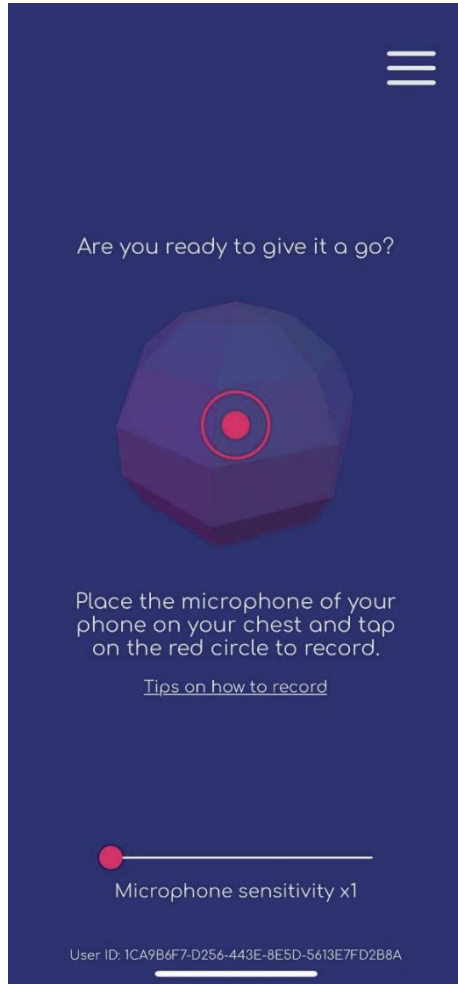 Are you ready to give it a go?
Place the microphone of your
phone on your chest and tap
on the red circle to record.
Tips on how to record
Microphone sensitivity x1
User ID: 1CA9B6F7-D256-443E-8E5D-5613E7FD2B8A